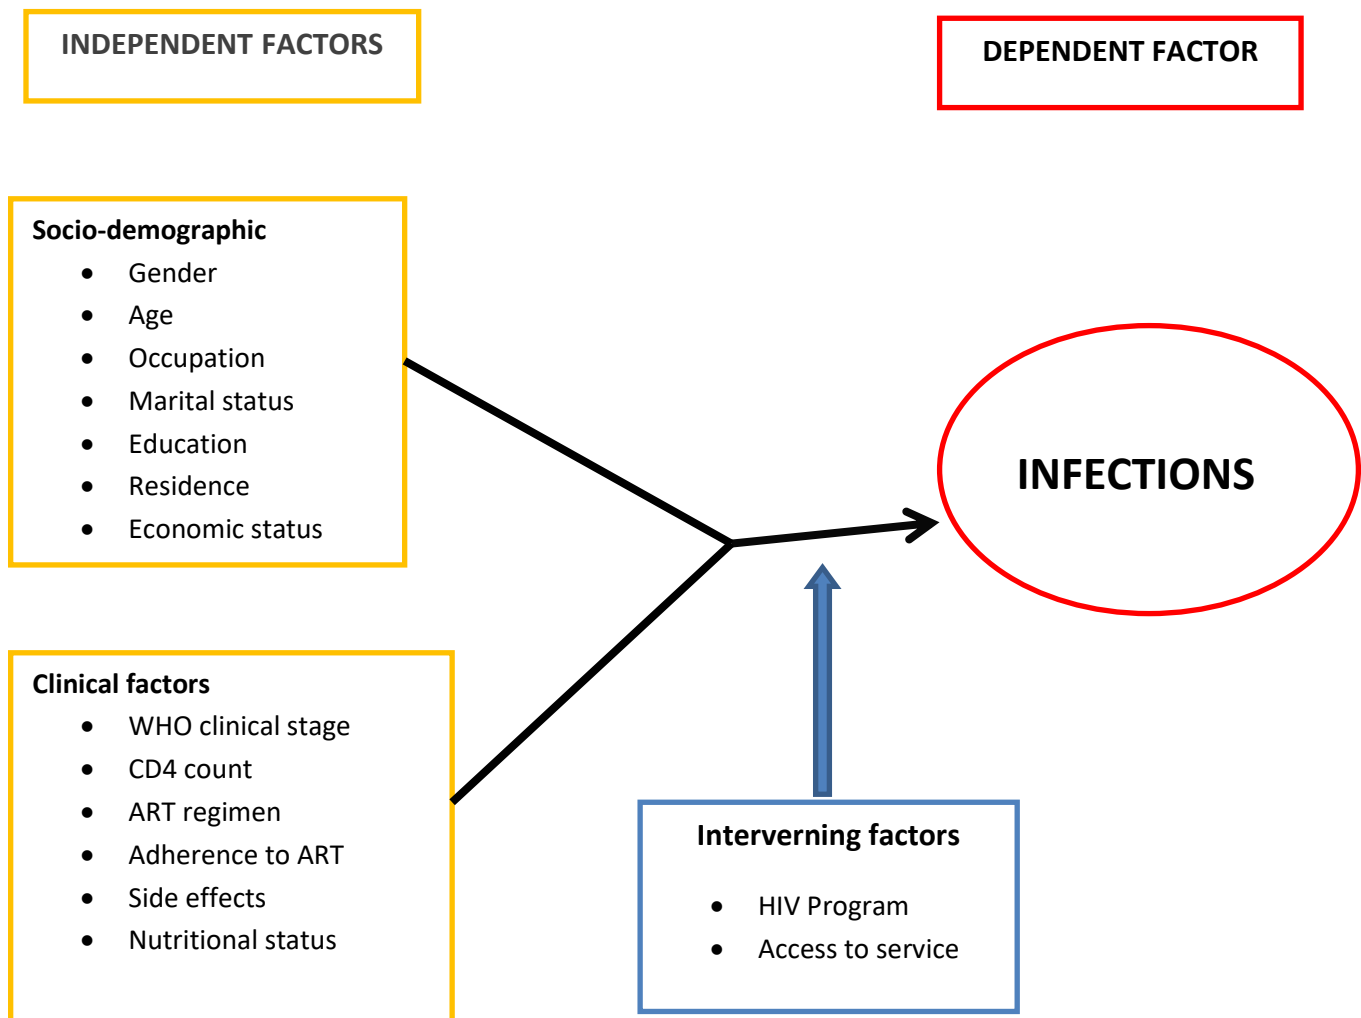 INDEPENDENT FACTORS
DEPENDENT FACTOR
Socio-demographic
• Gender
• Age
• Occupation
• Marital status
• Education
• Residence
• Economic status
INFECTIONS
Clinical factors
• WHO clinical stage
• CD4 count
• ART regimen
• Adherence to ART
• Side effects
• Nutritional status
Interverning factors
• HIV Program
• Access to service